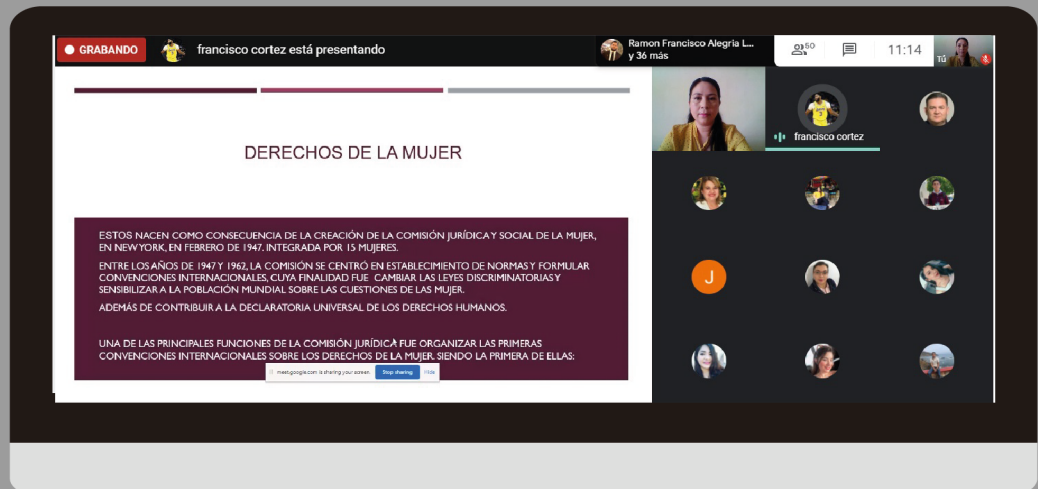 GRABANDO
francisco cortez está presentando
Ramon Francisco Alegria L...
y 36 más
50
11:14
Tú
francisco cortez
DERECHOS DE LA MUJER
ESTOS NACEN COMO CONSECUENCIA DE LA CREACIÓN DE LA COMISIÓN JURÍDICA Y SOCIAL DE LA MUJER,
EN NEW YORK, EN FEBRERO DE 1947. INTEGRADA POR 15 MUJERES.
ENTRE LOS AÑOS DE 1947 Y 1962, LA COMISIÓN SE CENTRÓ EN ESTABLECIMIENTO DE NORMAS Y FORMULAR
CONVENCIONES INTERNACIONALES, CUYA FINALIDAD FUE CAMBIAR LAS LEYES DISCRIMINATORIAS Y
SENSIBILIZAR A LA POBLACIÓN MUNDIAL SOBRE LAS CUESTIONES DE LAS MUJER.
ADEMÁS DE CONTRIBUIR A LA DECLARATORIA UNIVERSAL DE LOS DERECHOS HUMANOS.
UNA DE LAS PRINCIPALES FUNCIONES DE LA COMISIÓN JURÍDICA FUE ORGANIZAR LAS PRIMERAS
CONVENCIONES INTERNACIONALES SOBRE LOS DERECHOS DE LA MUJER. SIENDO LA PRIMERA DE ELLAS:
meet.google.com is sharing your screen.
Stop sharing
Hide
J